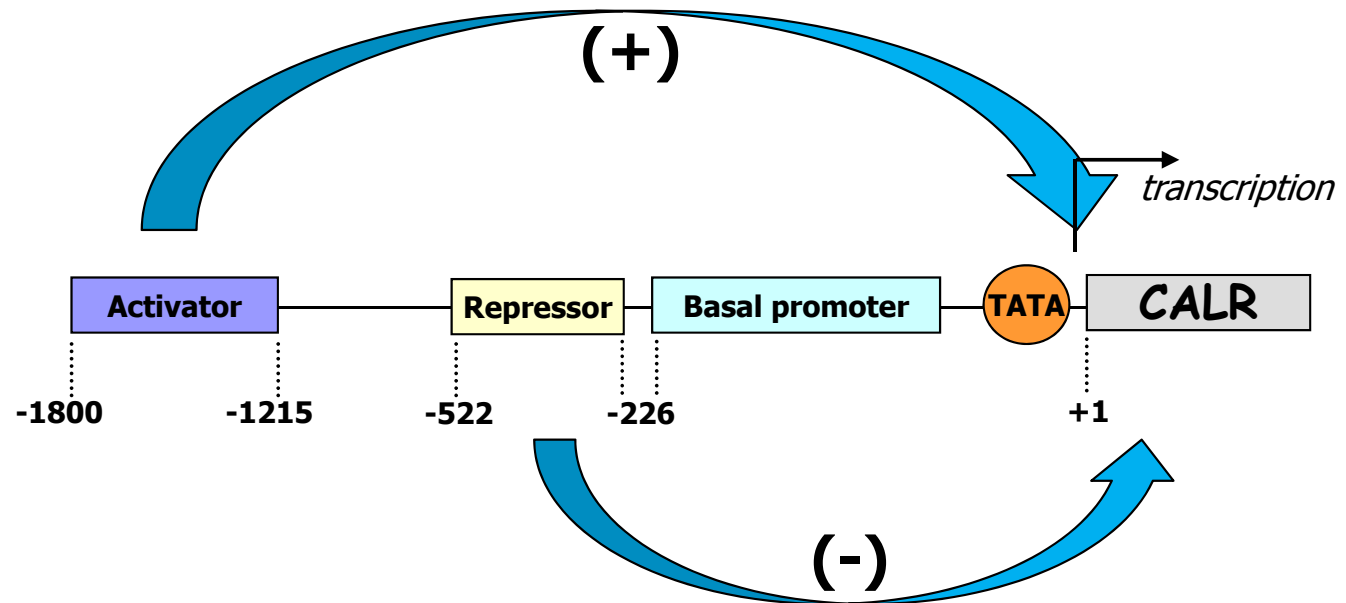 (+)
transcription
Activator
Repressor
Basal promoter
TATA
CALR
-1800
-1215
-522
-226
+1
(-)